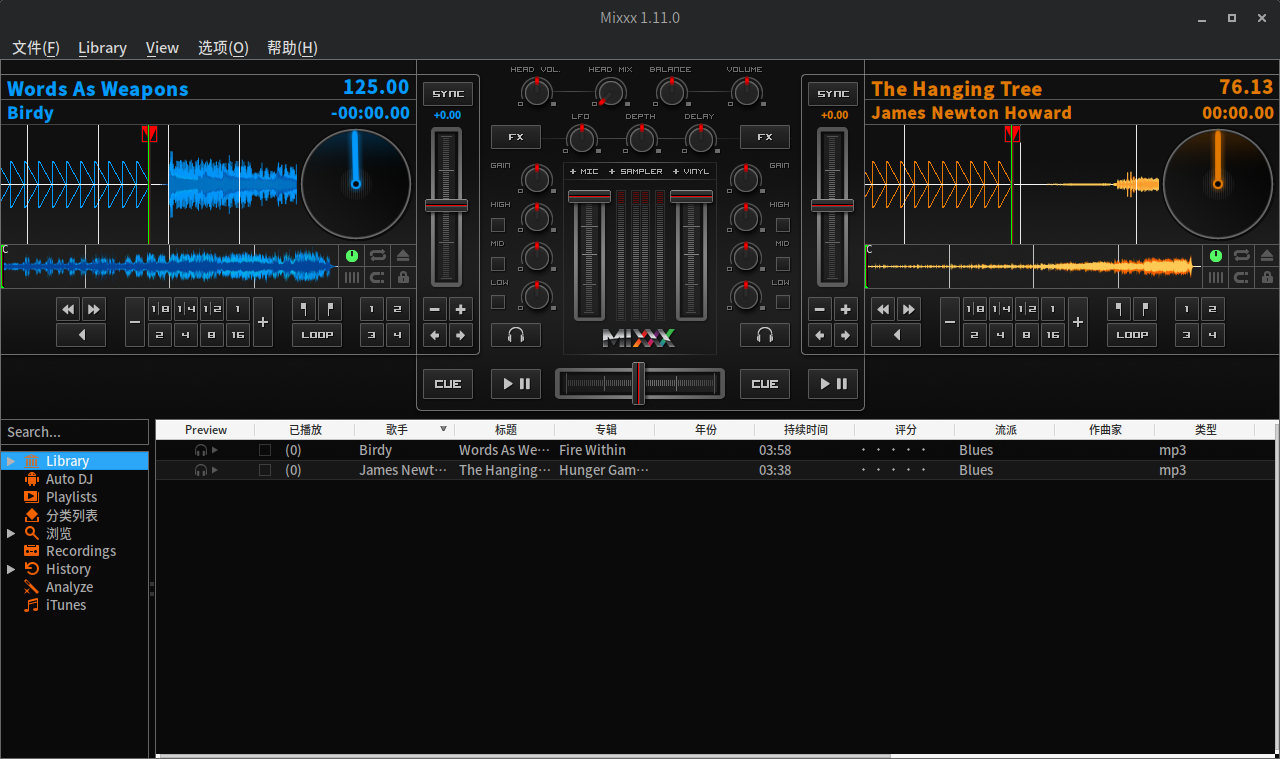 Mixxx 1.11.0
文件(F) Library View 选项(O) 帮助(H)
HEAD VOL. HEAD MIX BALANCE VOLUME
Words As Weapons 125.00
SYNC
SYNC
The Hanging Tree 76.13
Birdy -00:00.00
+0.00
+0.00
James Newton Howard 00:00.00
LFO DEPTH DELAY
FX
FX
GAIN
+ MIC + SAMPLER + VINYL
GAIN
HIGH
HIGH
MID
MID
LOW
LOW
C
C
1|8 1|4 1|2 1
2 4 8 16
LOOP
1 2
3 4
1|8 1|4 1|2 1
2 4 8 16
LOOP
1 2
3 4
MIXXX
CUE
CUE
Search...
Library
Auto DJ
Playlists
分类列表
浏览
Recordings
History
Analyze
iTunes
Preview 已播放 歌手 标题 专辑 年份 持续时间 评分 流派 作曲家 类型
(0) Birdy Words As We··· Fire Within 03:58 Blues mp3
(0) James Newt··· The Hanging··· Hunger Gam··· 03:38 Blues mp3